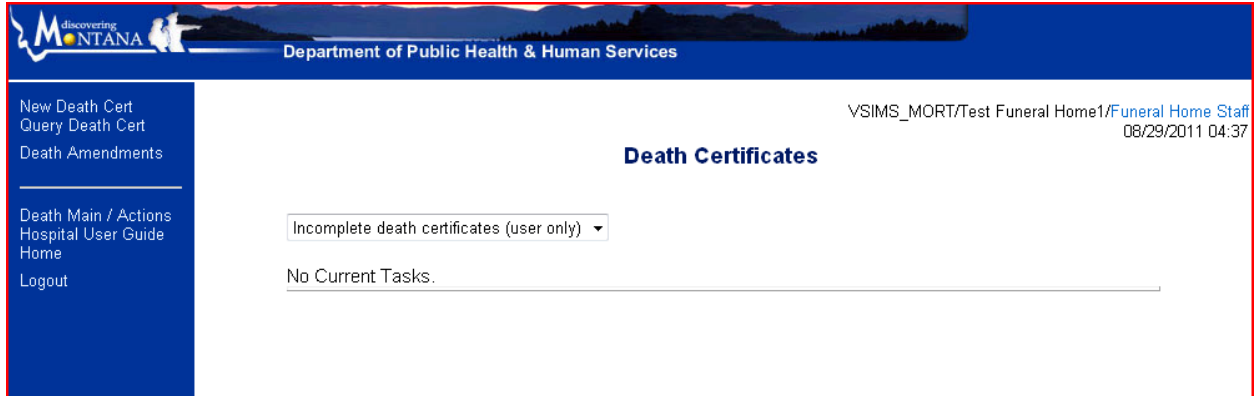 discovering
MONTANA
Department of Public Health & Human Services
New Death Cert
Query Death Cert
Death Amendments
Death Main / Actions
Hospital User Guide
Home
Logout
VSIMS_MORT/Test Funeral Home1/Funeral Home Staff
08/29/2011 04:37
Death Certificates
Incomplete death certificates (user only)
No Current Tasks.